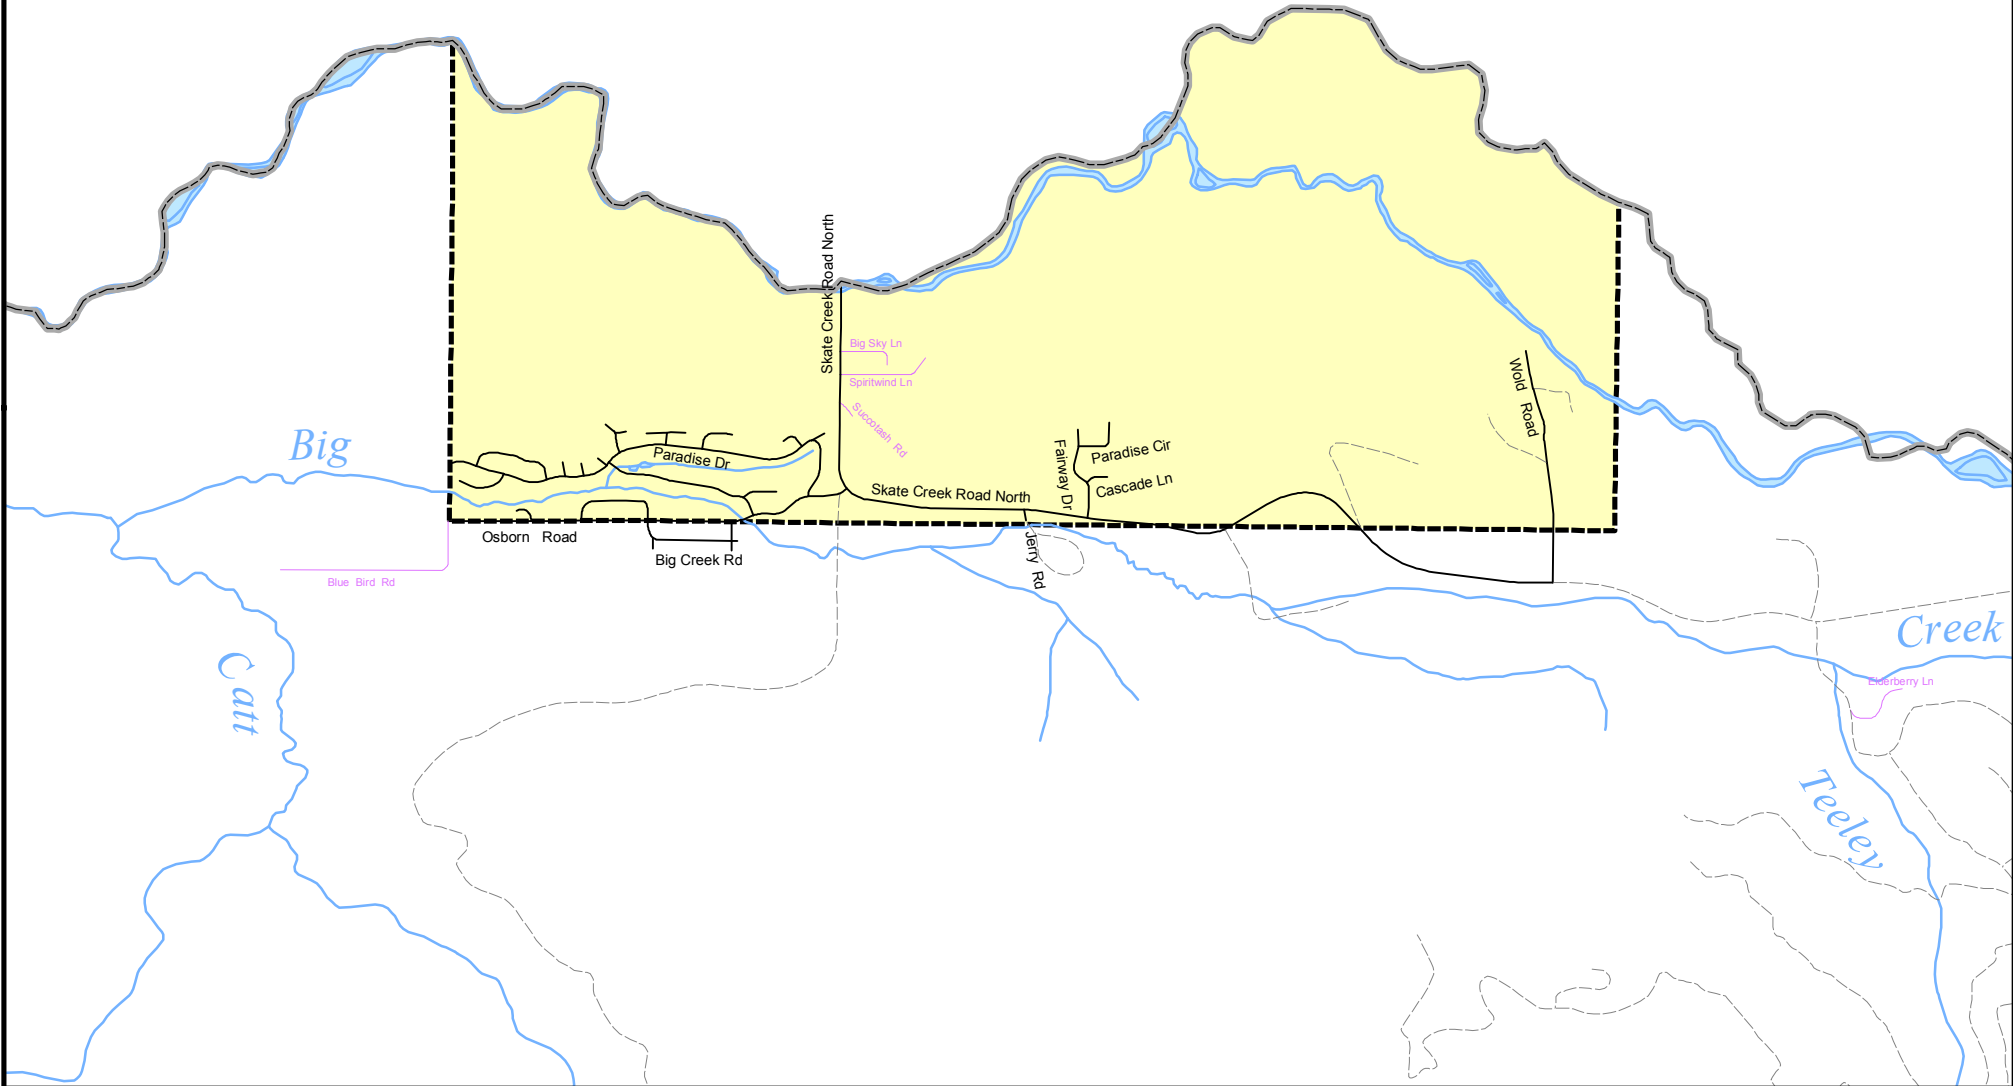 Skate Creek Road North
Big Sky Ln
Spiritwind Ln
Succotash Rd
Wold Road
Big
Paradise Dr
Fairway Dr
Paradise Cir
Cascade Ln
Skate Creek Road North
Osborn Road
Big Creek Rd
Jerry Rd
Blue Bird Rd
Creek
Catt
Elderberry Ln
Teeley